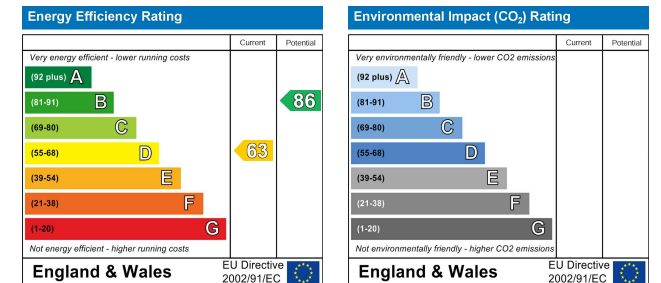 Energy Efficiency Rating
Current Potential
Very energy efficient - lower running costs
(92 plus) A
(81-91) B
86
(69-80) C
(55-68) D
63
(39-54) E
(21-38) F
(1-20) G
Not energy efficient - higher running costs
England & Wales
EU Directive
2002/91/EC
Environmental Impact (CO₂) Rating
Current Potential
Very environmentally friendly - lower CO2 emissions
(92 plus) A
(81-91) B
(69-80) C
(55-68) D
(39-54) E
(21-38) F
(1-20) G
Not environmentally friendly - higher CO2 emissions
England & Wales
EU Directive
2002/91/EC